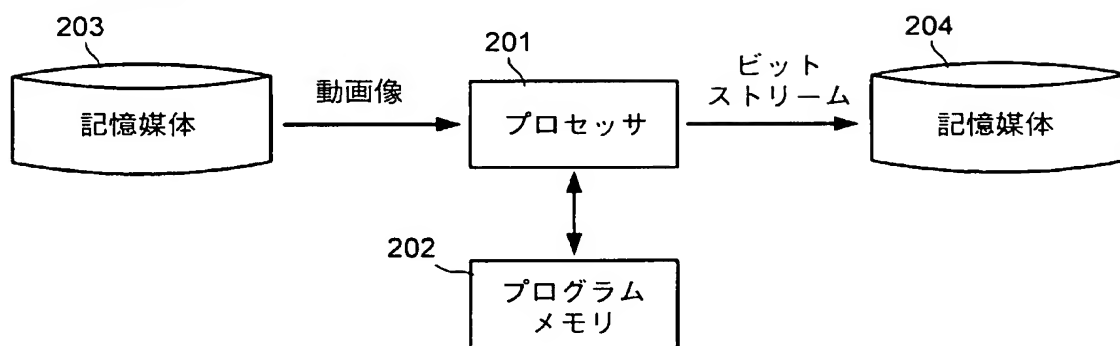 203
記憶媒体
動画像
201
プロセッサ
ビット
ストリーム
204
記憶媒体
202
プログラム
メモリ